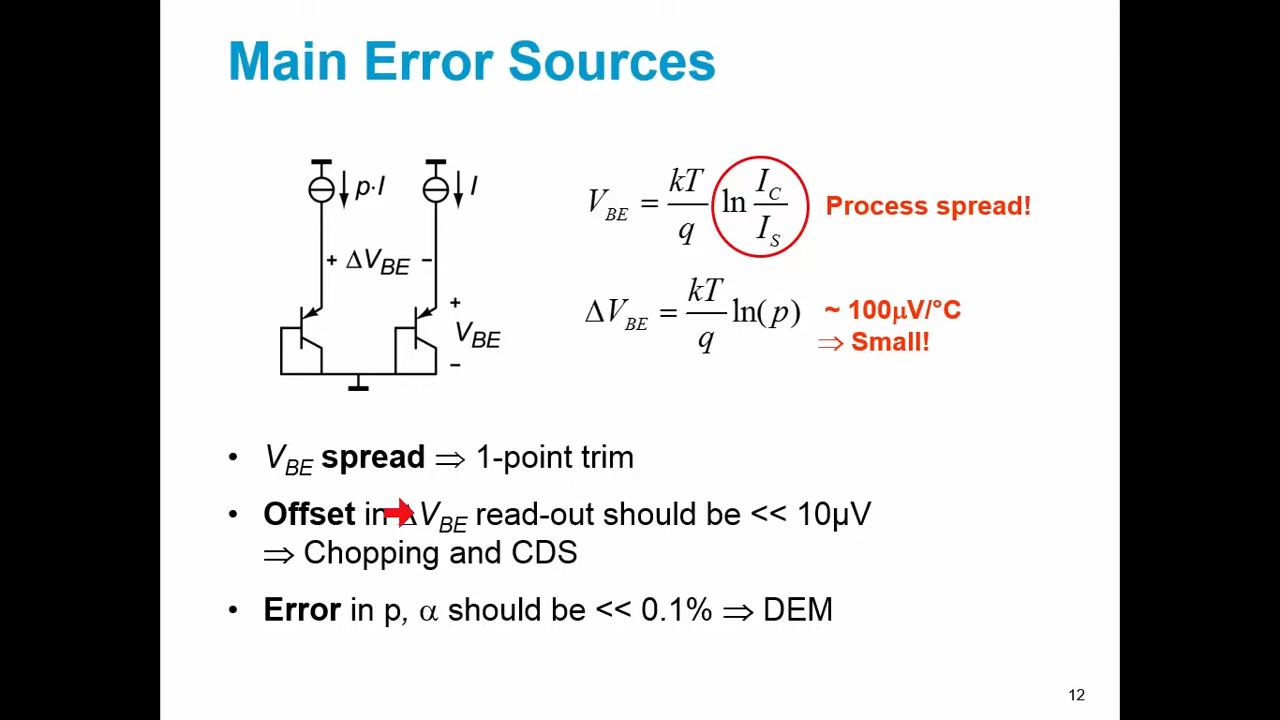 Main Error Sources
p·I
I
+ ΔV_BE −
+
V_BE
−
V_BE = kT/q ln I_C/I_S
Process spread!
ΔV_BE = kT/q ln(p)
~ 100μV/°C
⇒ Small!
• V_BE spread ⇒ 1-point trim
• Offset in ΔV_BE read-out should be << 10μV
⇒ Chopping and CDS
• Error in p, α should be << 0.1% ⇒ DEM
12